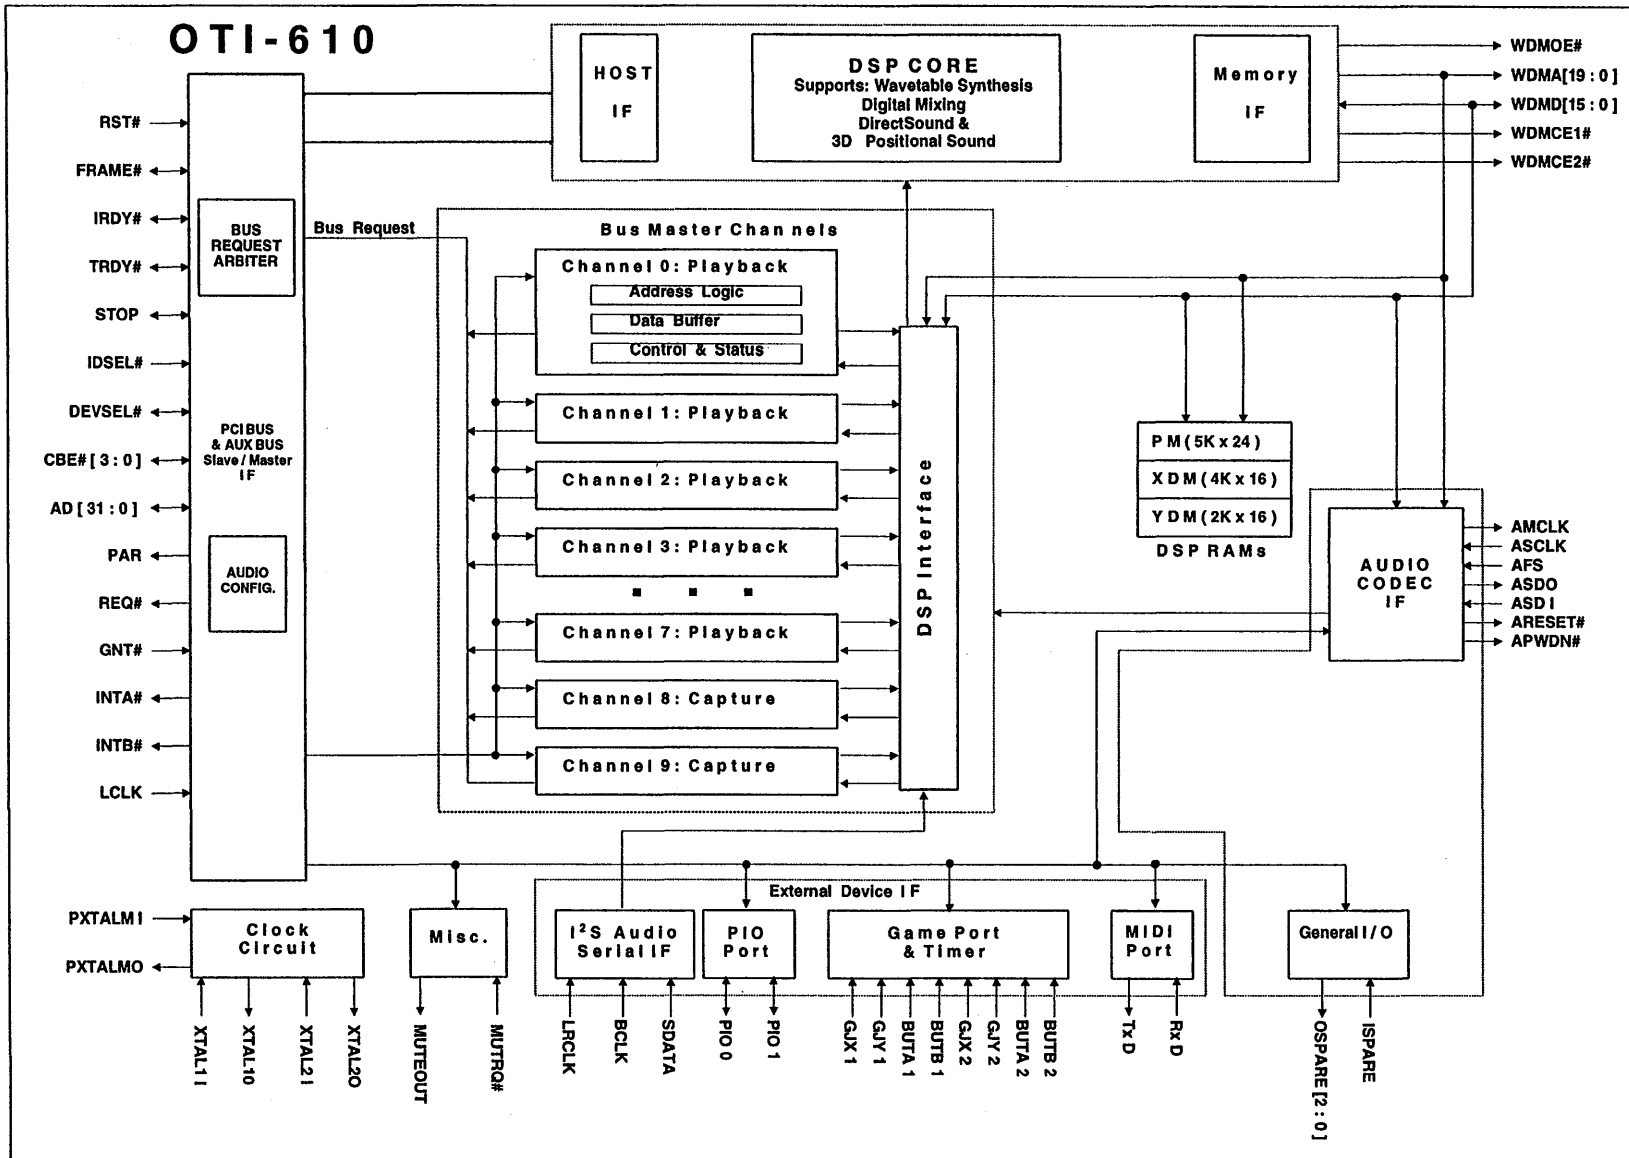 OTI-610
HOST
IF
DSP CORE
Supports: Wavetable Synthesis
Digital Mixing
DirectSound &
3D Positional Sound
Memory
IF
WDMOE#
WDMA[19:0]
WDMD[15:0]
WDMCE1#
WDMCE2#
RST#
FRAME#
IRDY#
TRDY#
STOP
IDSEL#
DEVSEL#
CBE#[3:0]
AD[31:0]
PAR
REQ#
GNT#
INTA#
INTB#
LCLK
BUS
REQUEST
ARBITER
PCI BUS
& AUX BUS
Slave/Master
IF
AUDIO
CONFIG.
Bus Request
Bus Master Channels
Channel 0: Playback
Address Logic
Data Buffer
Control & Status
Channel 1: Playback
Channel 2: Playback
Channel 3: Playback
Channel 7: Playback
Channel 8: Capture
Channel 9: Capture
DSP Interface
PM (5K x 24)
XDM (4K x 16)
YDM (2K x 16)
DSP RAMs
AUDIO
CODEC
IF
AMCLK
ASCLK
AFS
ASDO
ASDI
ARESET#
APWDN#
External Device IF
PXTALMI
PXTALMO
Clock
Circuit
Misc.
I²S Audio
Serial IF
PIO
Port
Game Port
& Timer
MIDI
Port
General I/O
XTAL1I
XTAL1O
XTAL2I
XTAL2O
MUTEOUT
MUTRQ#
LRCLK
BCLK
SDATA
PIO 0
PIO 1
GJX 1
GJY 1
BUTA 1
BUTB 1
GJX 2
GJY 2
BUTA 2
BUTB 2
TxD
RxD
OSPARE[2:0]
ISPARE